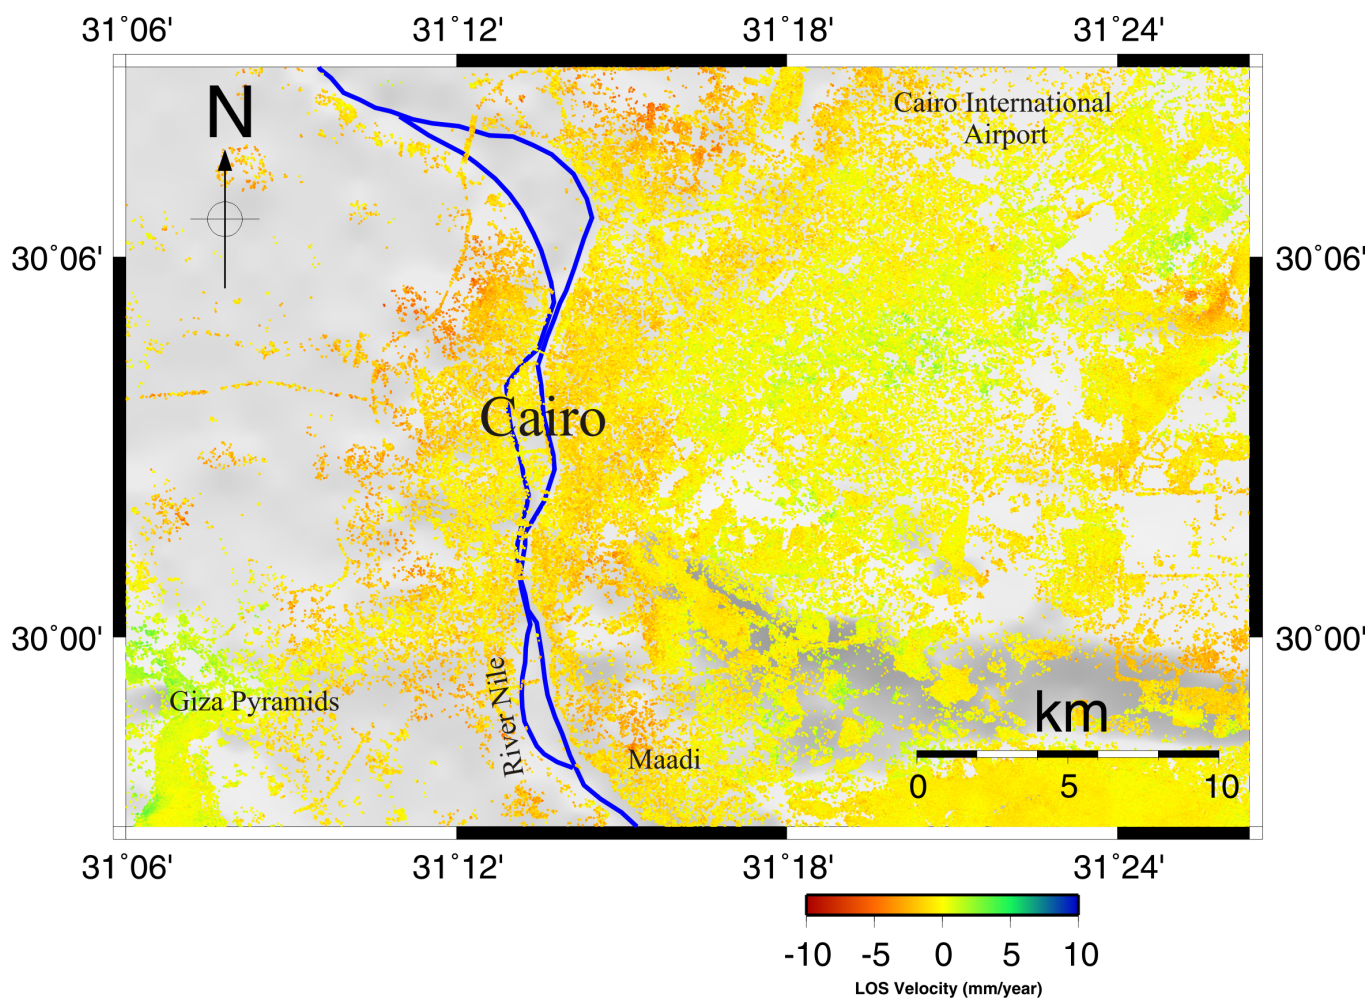 31˚06' 31˚12' 31˚18' 31˚24'
N
Cairo International
Airport
30˚06' 30˚06'
Cairo
30˚00' 30˚00'
Giza Pyramids
River Nile
Maadi
km
0 5 10
31˚06' 31˚12' 31˚18' 31˚24'
-10 -5 0 5 10
LOS Velocity (mm/year)